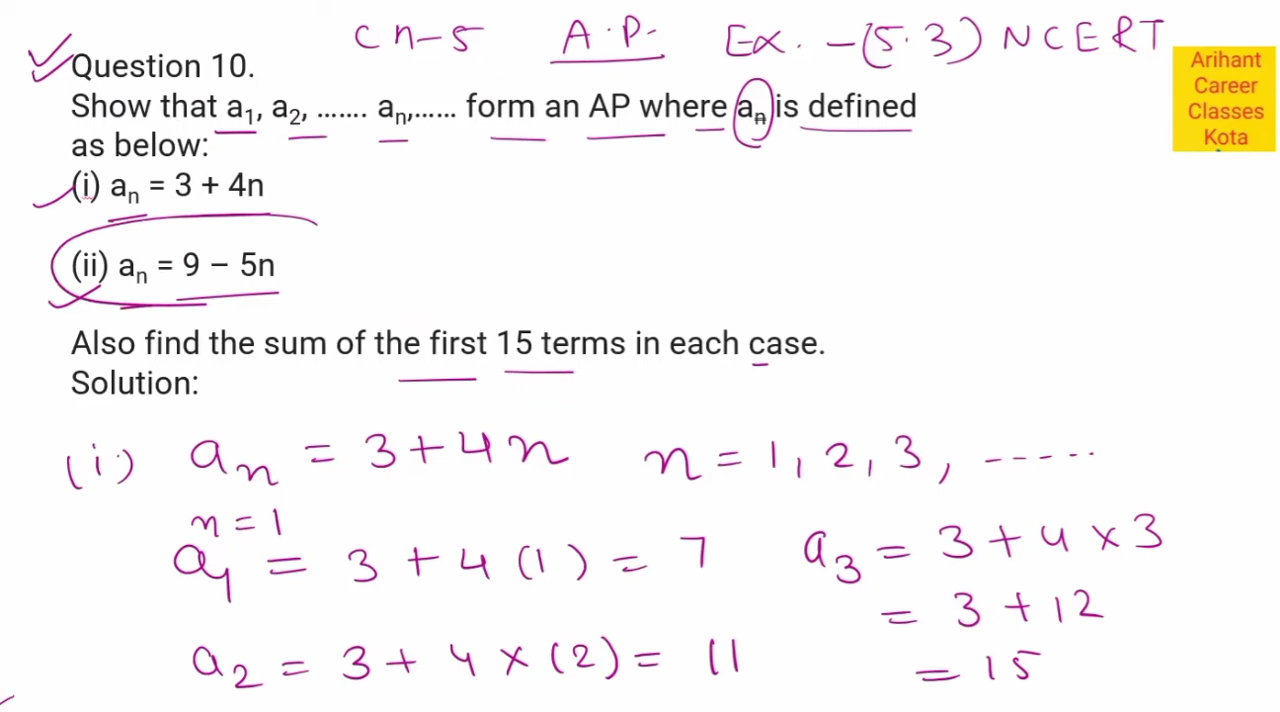 Cn-5 A.P. Ex. -(5.3) NCERT
Arihant
Career
Classes
Kota
Question 10.
Show that a₁, a₂, ……. aₙ,…… form an AP where aₙ is defined
as below:
(i) aₙ = 3 + 4n
(ii) aₙ = 9 – 5n
Also find the sum of the first 15 terms in each case.
Solution:
(i) aₙ = 3+4n n = 1, 2, 3, -----
n = 1
a₁ = 3 + 4 (1) = 7
a₂ = 3 + 4 × (2) = 11
a₃ = 3 + 4 × 3
= 3 + 12
= 15